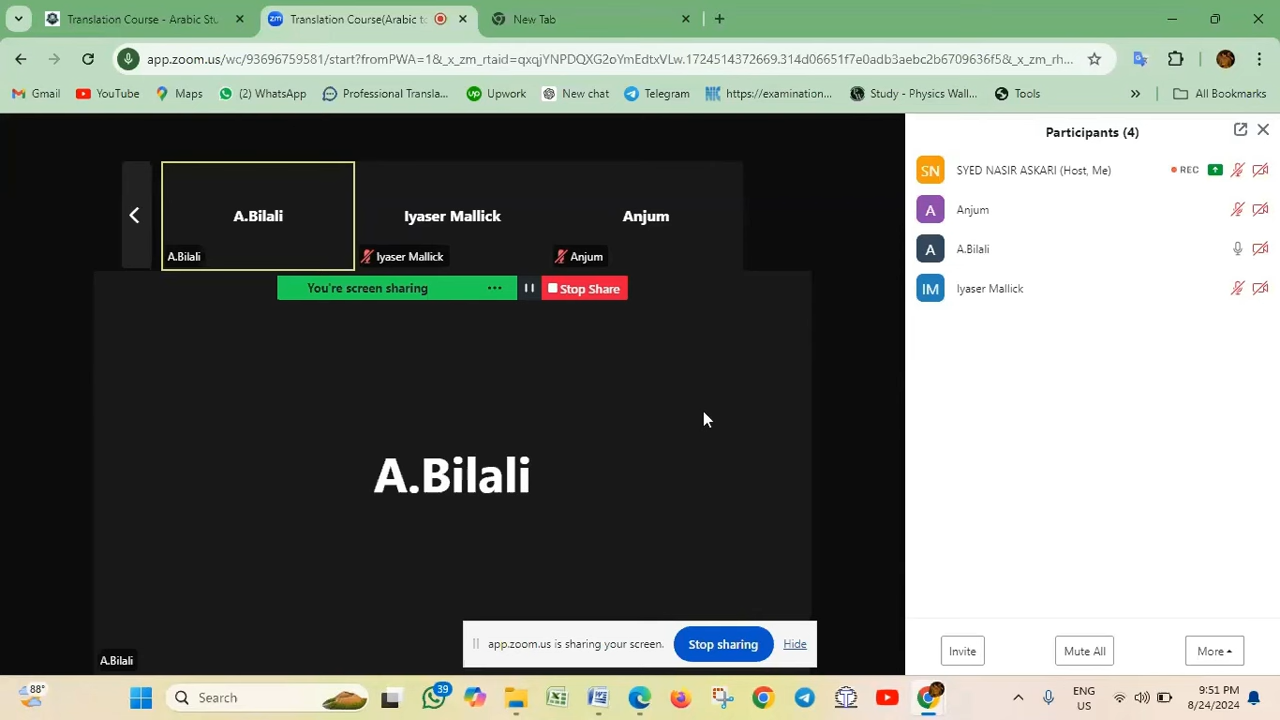 Translation Course - Arabic Stu
Translation Course(Arabic to
New Tab
app.zoom.us/wc/93696759581/start?fromPWA=1&_x_zm_rtaid=qxqjYNPDQXG2oYmEdtxVLw.1724514372669.314d06651f7e0adb3aebc2b6709636f5&_x_zm_rh...
Gmail
YouTube
Maps
(2) WhatsApp
Professional Transla...
Upwork
New chat
Telegram
https://examination...
Study - Physics Wall...
Tools
All Bookmarks
A.Bilali
Iyaser Mallick
Anjum
A.Bilali
Iyaser Mallick
Anjum
You're screen sharing
Stop Share
A.Bilali
A.Bilali
app.zoom.us is sharing your screen.
Stop sharing
Hide
Participants (4)
SN
SYED NASIR ASKARI (Host, Me)
REC
A
Anjum
A
A.Bilali
IM
Iyaser Mallick
Invite
Mute All
More
88°
Search
39
ENG
US
9:51 PM
8/24/2024